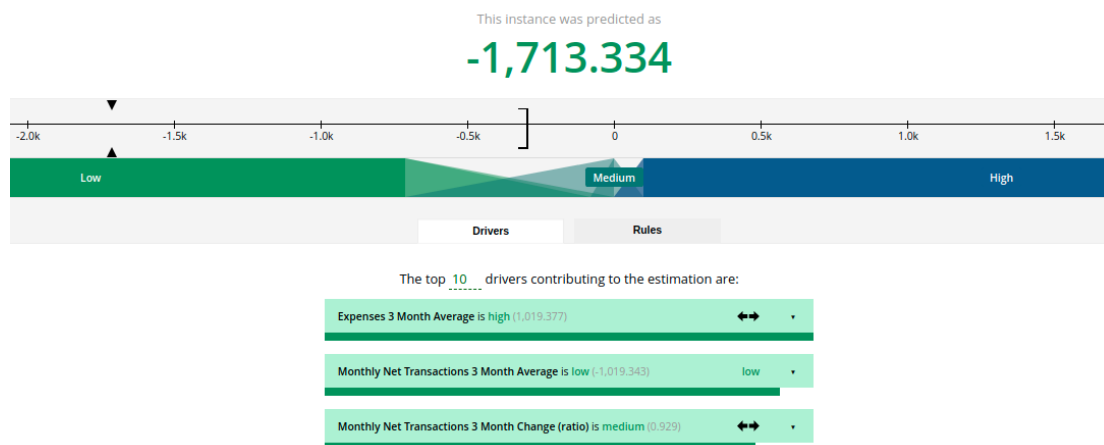 This instance was predicted as
-1,713.334
-2.0k -1.5k -1.0k -0.5k 0 0.5k 1.0k 1.5k
Low Medium High
Drivers Rules
The top 10 drivers contributing to the estimation are:
Expenses 3 Month Average is high (1,019.377)
Monthly Net Transactions 3 Month Average is low (-1,019.343) low
Monthly Net Transactions 3 Month Change (ratio) is medium (0.929)